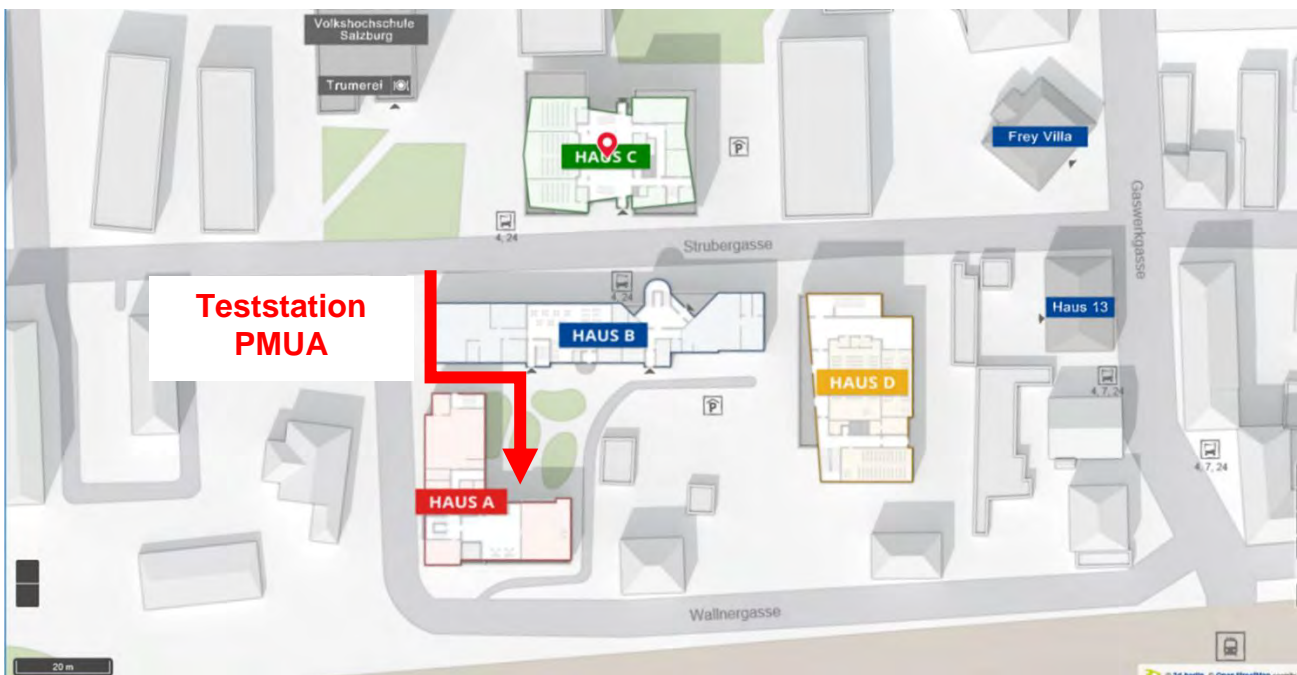 Volkshochschule
Salzburg
Trumerei
HAUS C
P
Frey Villa
4, 24
Strubergasse
Gaswerkgasse
Teststation
PMUA
4, 24
HAUS B
Haus 13
HAUS D
4, 7, 24
P
4, 7, 24
HAUS A
Wallnergasse
20 m